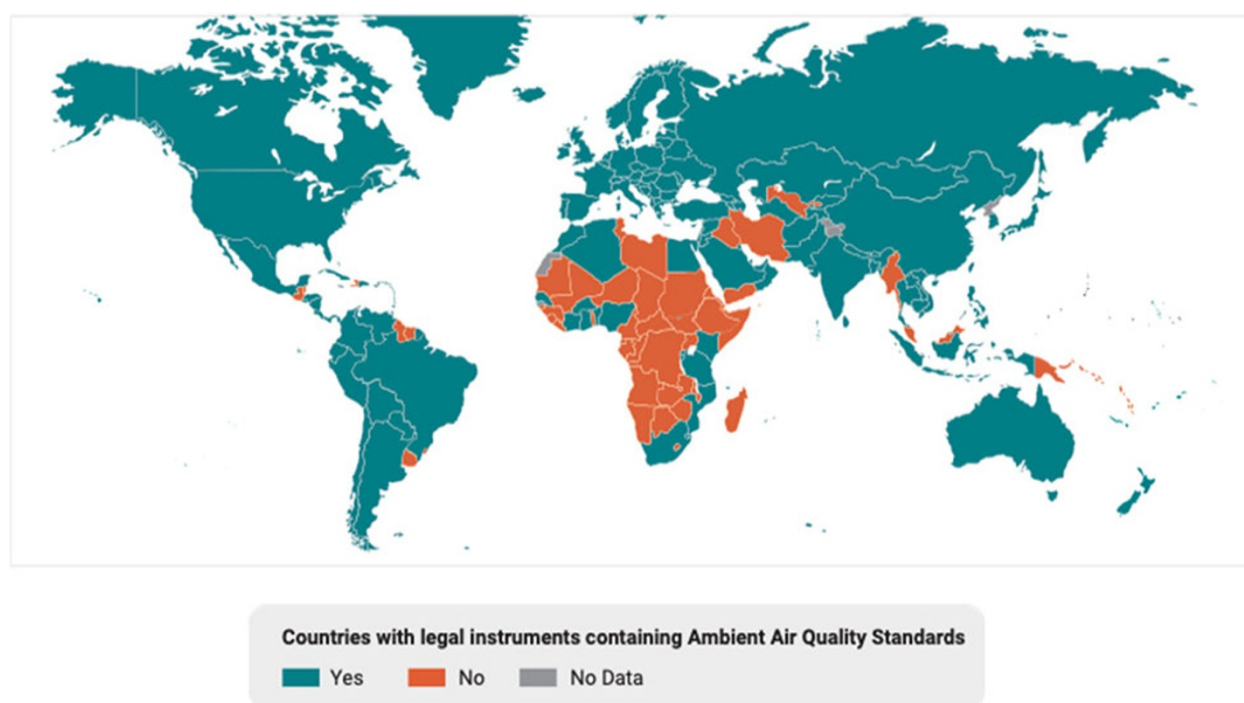 Countries with legal instruments containing Ambient Air Quality Standards
Yes
No
No Data